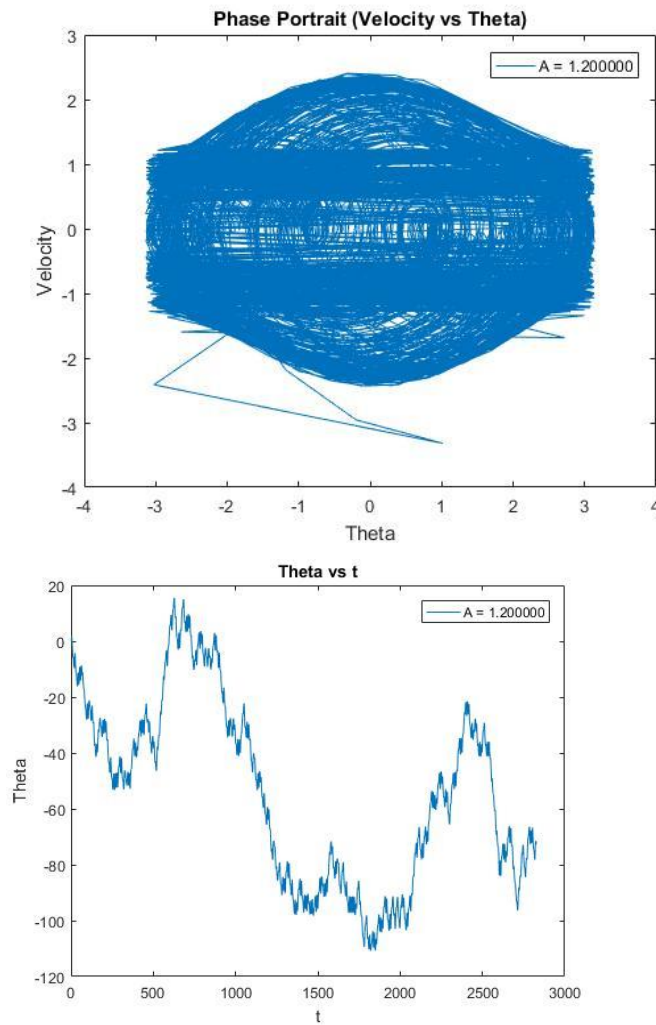 Phase Portrait (Velocity vs Theta)
3
A = 1.200000
2
1
0
Velocity
-1
-2
-3
-4
-4 -3 -2 -1 0 1 2 3 4
Theta
Theta vs t
20
A = 1.200000
0
-20
-40
Theta
-60
-80
-100
-120
0 500 1000 1500 2000 2500 3000
t